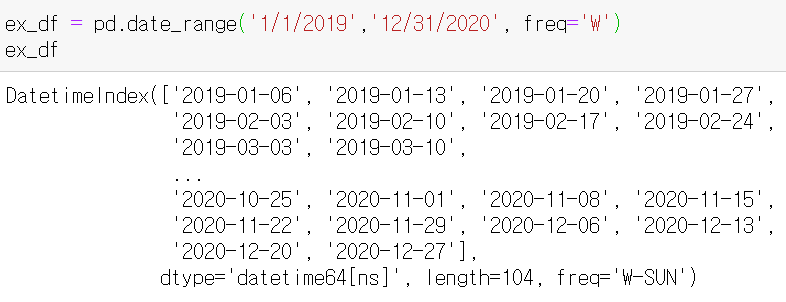 ex_df = pd.date_range('1/1/2019','12/31/2020', freq='W')
ex_df
DatetimeIndex(['2019-01-06', '2019-01-13', '2019-01-20', '2019-01-27',
'2019-02-03', '2019-02-10', '2019-02-17', '2019-02-24',
'2019-03-03', '2019-03-10',
...
'2020-10-25', '2020-11-01', '2020-11-08', '2020-11-15',
'2020-11-22', '2020-11-29', '2020-12-06', '2020-12-13',
'2020-12-20', '2020-12-27'],
dtype='datetime64[ns]', length=104, freq='W-SUN')